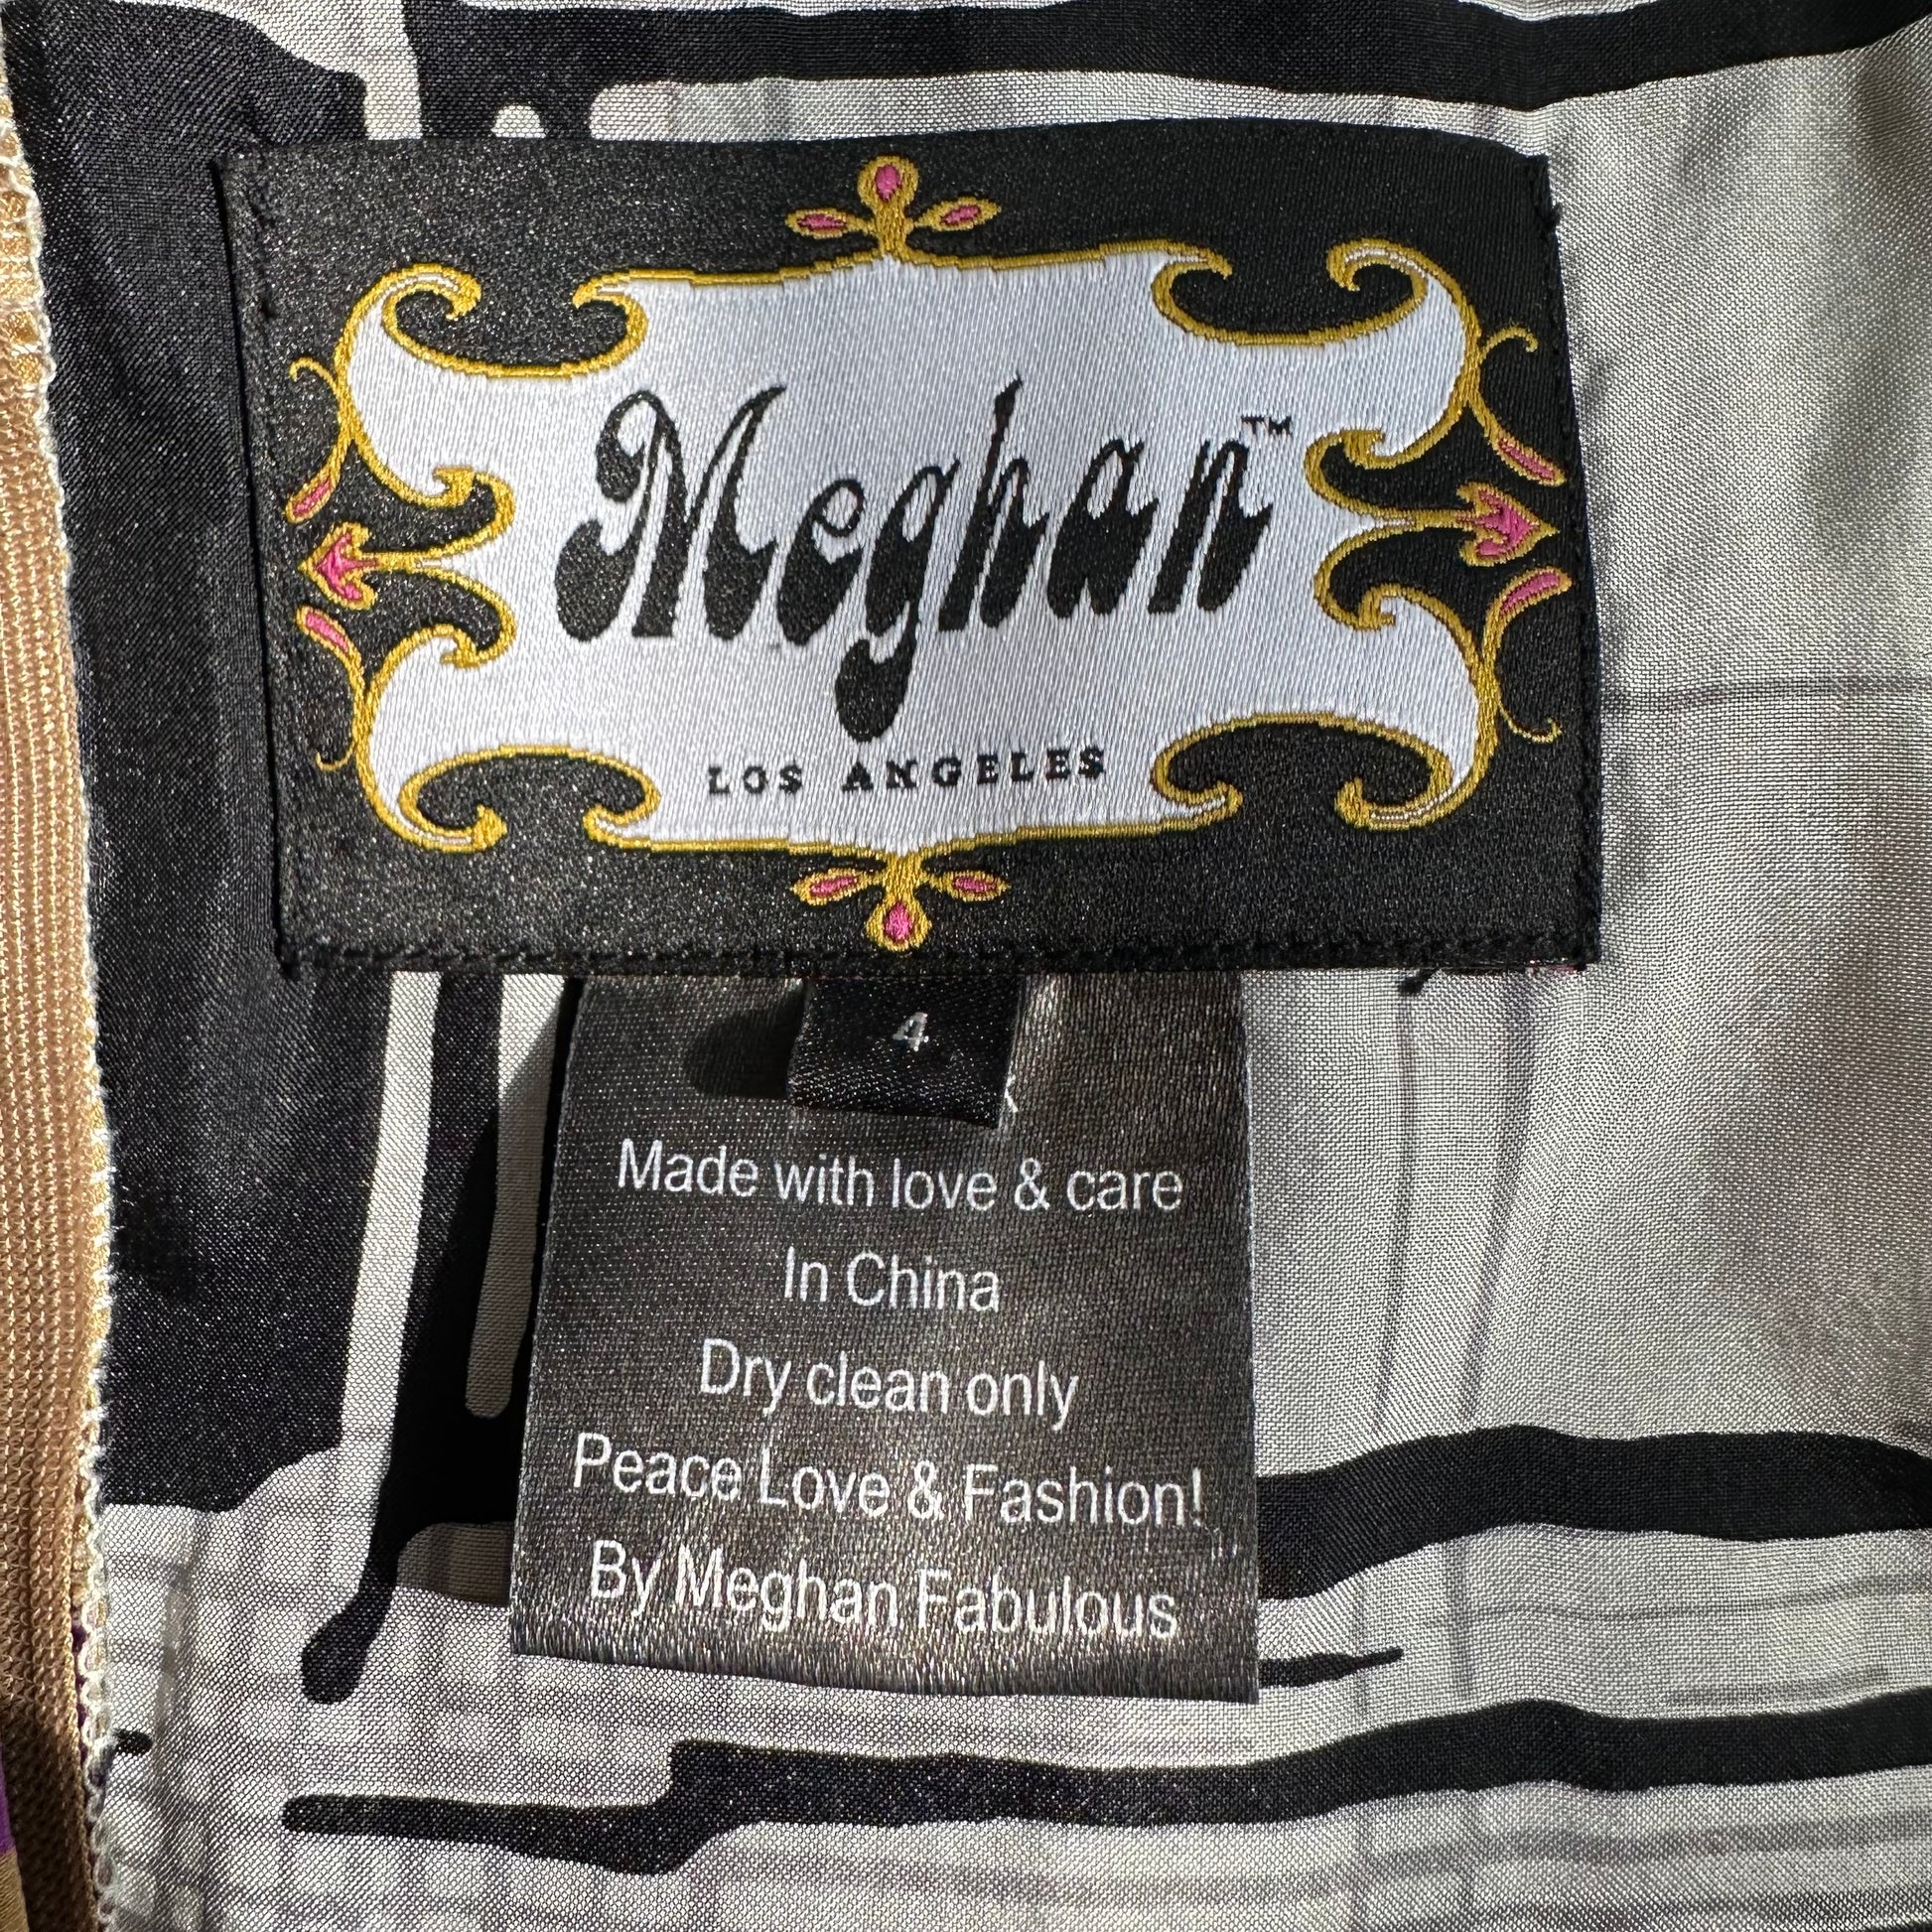 Meghan™
LOS ANGELES
4
Made with love & care
In China
Dry clean only
Peace Love & Fashion!
By Meghan Fabulous